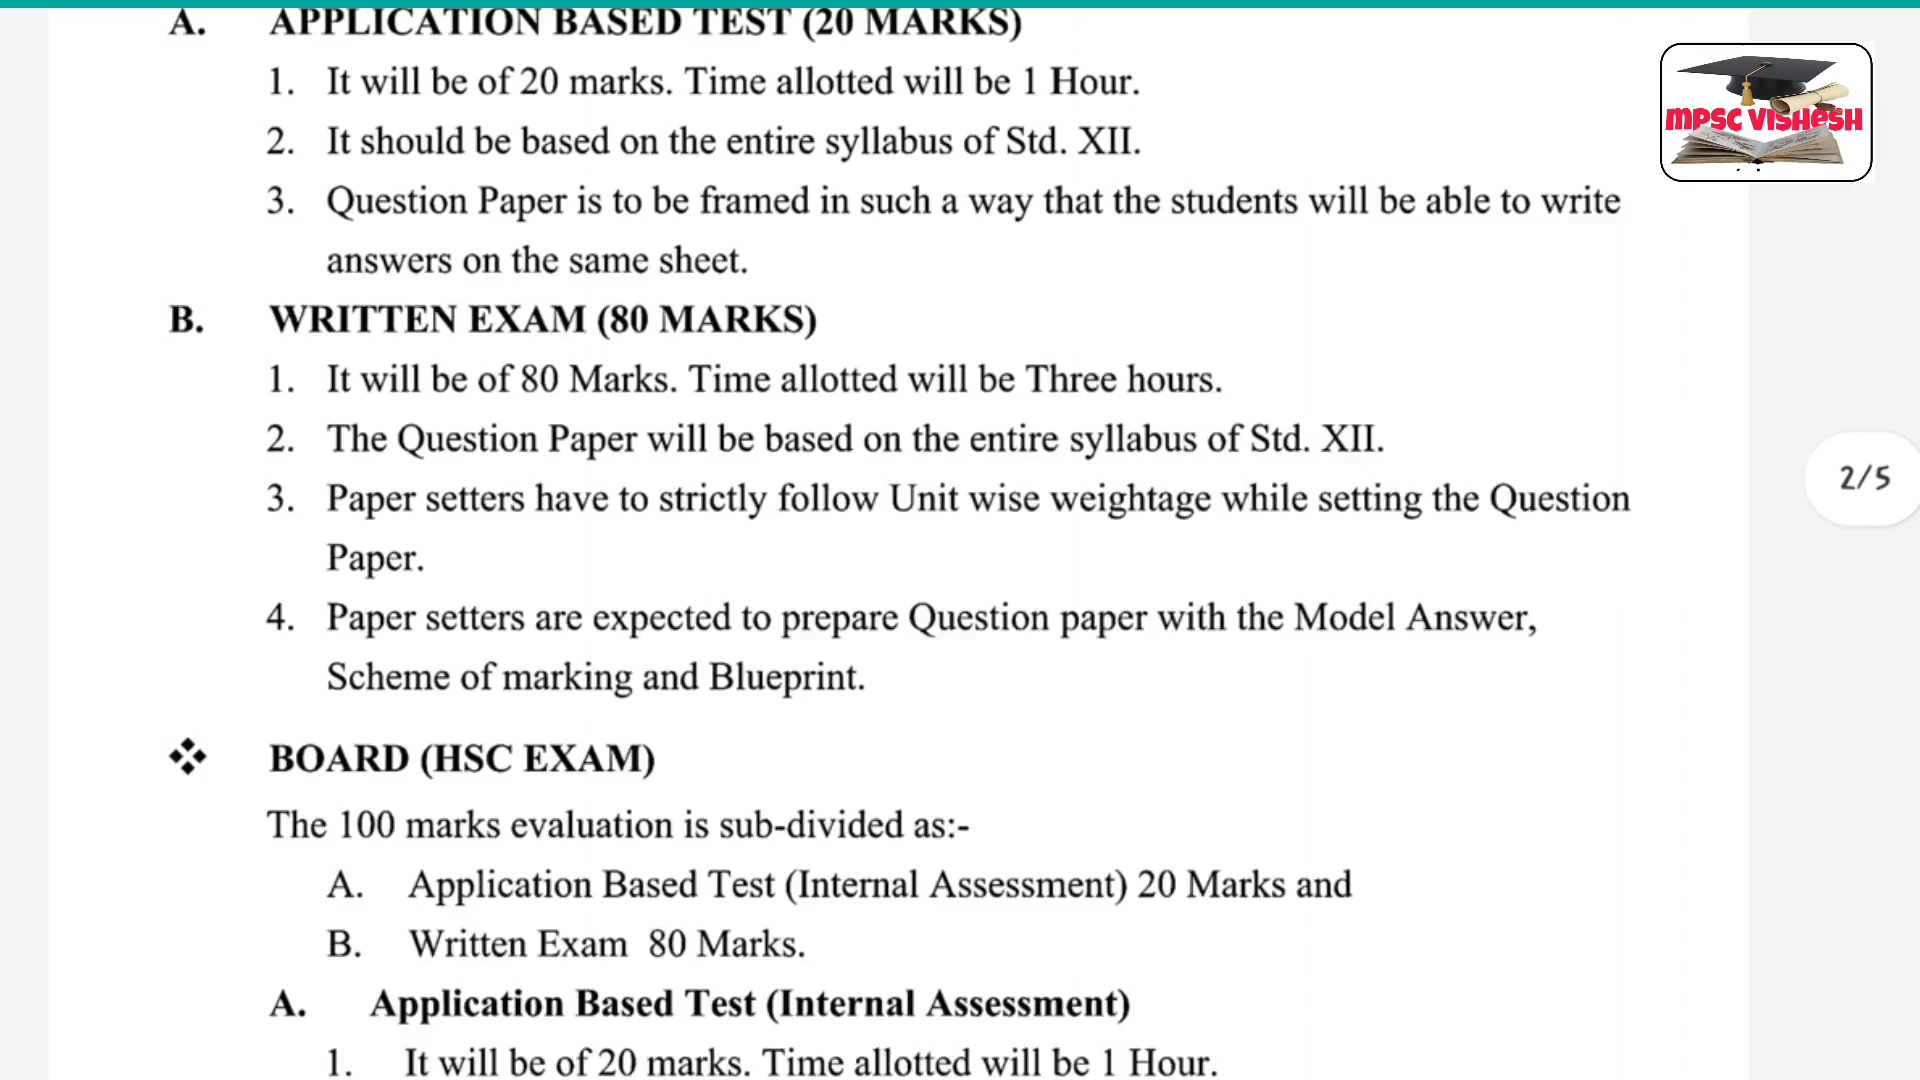 A. APPLICATION BASED TEST (20 MARKS)
1. It will be of 20 marks. Time allotted will be 1 Hour.
2. It should be based on the entire syllabus of Std. XII.
3. Question Paper is to be framed in such a way that the students will be able to write
answers on the same sheet.
B. WRITTEN EXAM (80 MARKS)
1. It will be of 80 Marks. Time allotted will be Three hours.
2. The Question Paper will be based on the entire syllabus of Std. XII.
3. Paper setters have to strictly follow Unit wise weightage while setting the Question
Paper.
4. Paper setters are expected to prepare Question paper with the Model Answer,
Scheme of marking and Blueprint.
❖ BOARD (HSC EXAM)
The 100 marks evaluation is sub-divided as:-
A. Application Based Test (Internal Assessment) 20 Marks and
B. Written Exam 80 Marks.
A. Application Based Test (Internal Assessment)
1. It will be of 20 marks. Time allotted will be 1 Hour.
MPSC VISHESH
2/5